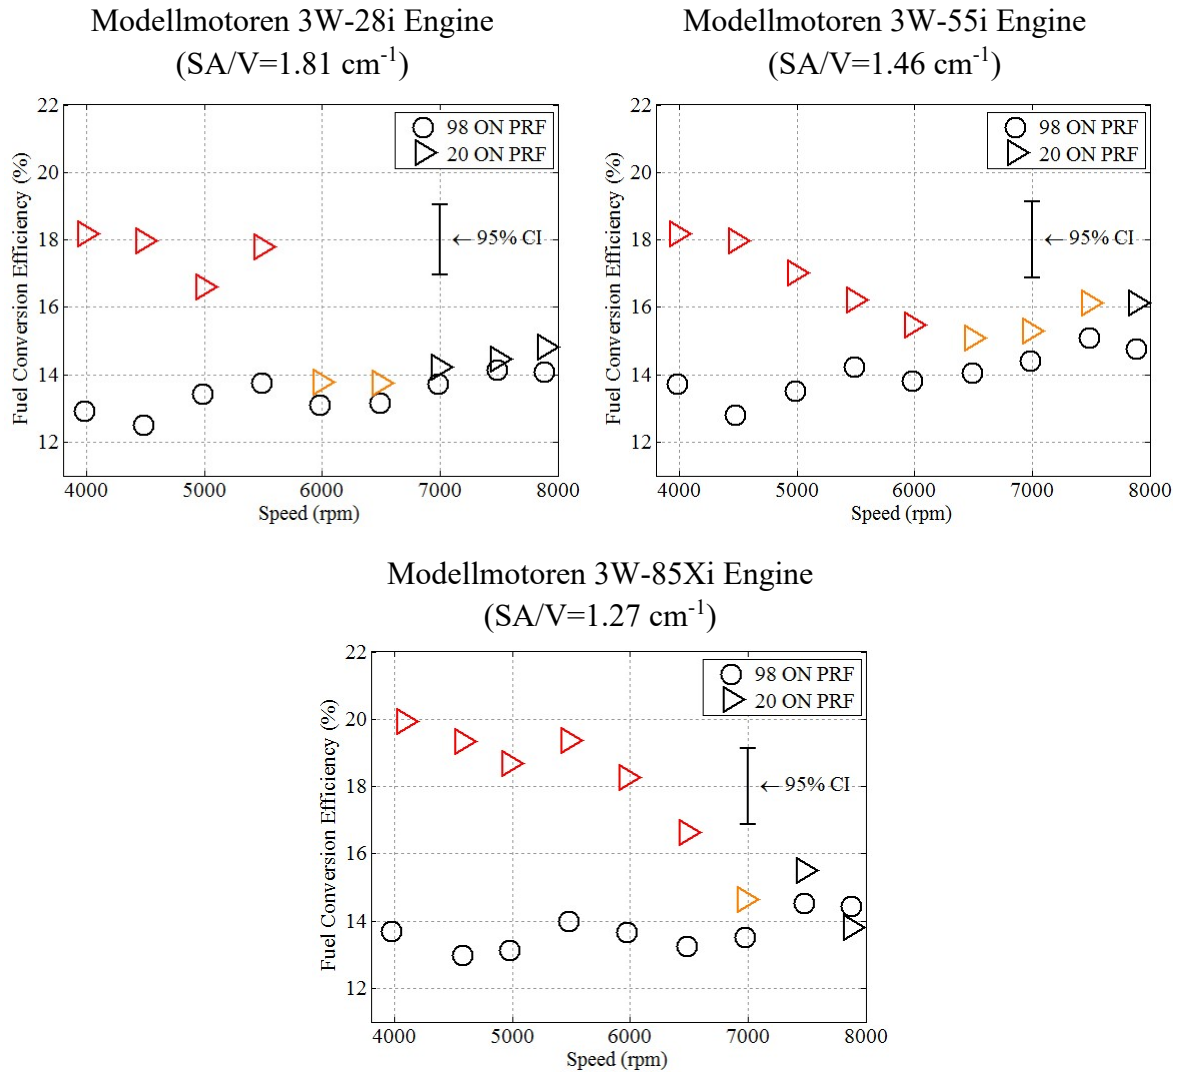 Modellmotoren 3W-28i Engine
(SA/V=1.81 cm⁻¹)
22
20
18
16
14
12
Fuel Conversion Efficiency (%)
98 ON PRF
20 ON PRF
←95% CI
4000 5000 6000 7000 8000
Speed (rpm)
Modellmotoren 3W-55i Engine
(SA/V=1.46 cm⁻¹)
22
20
18
16
14
12
Fuel Conversion Efficiency (%)
98 ON PRF
20 ON PRF
←95% CI
4000 5000 6000 7000 8000
Speed (rpm)
Modellmotoren 3W-85Xi Engine
(SA/V=1.27 cm⁻¹)
22
20
18
16
14
12
Fuel Conversion Efficiency (%)
98 ON PRF
20 ON PRF
←95% CI
4000 5000 6000 7000 8000
Speed (rpm)